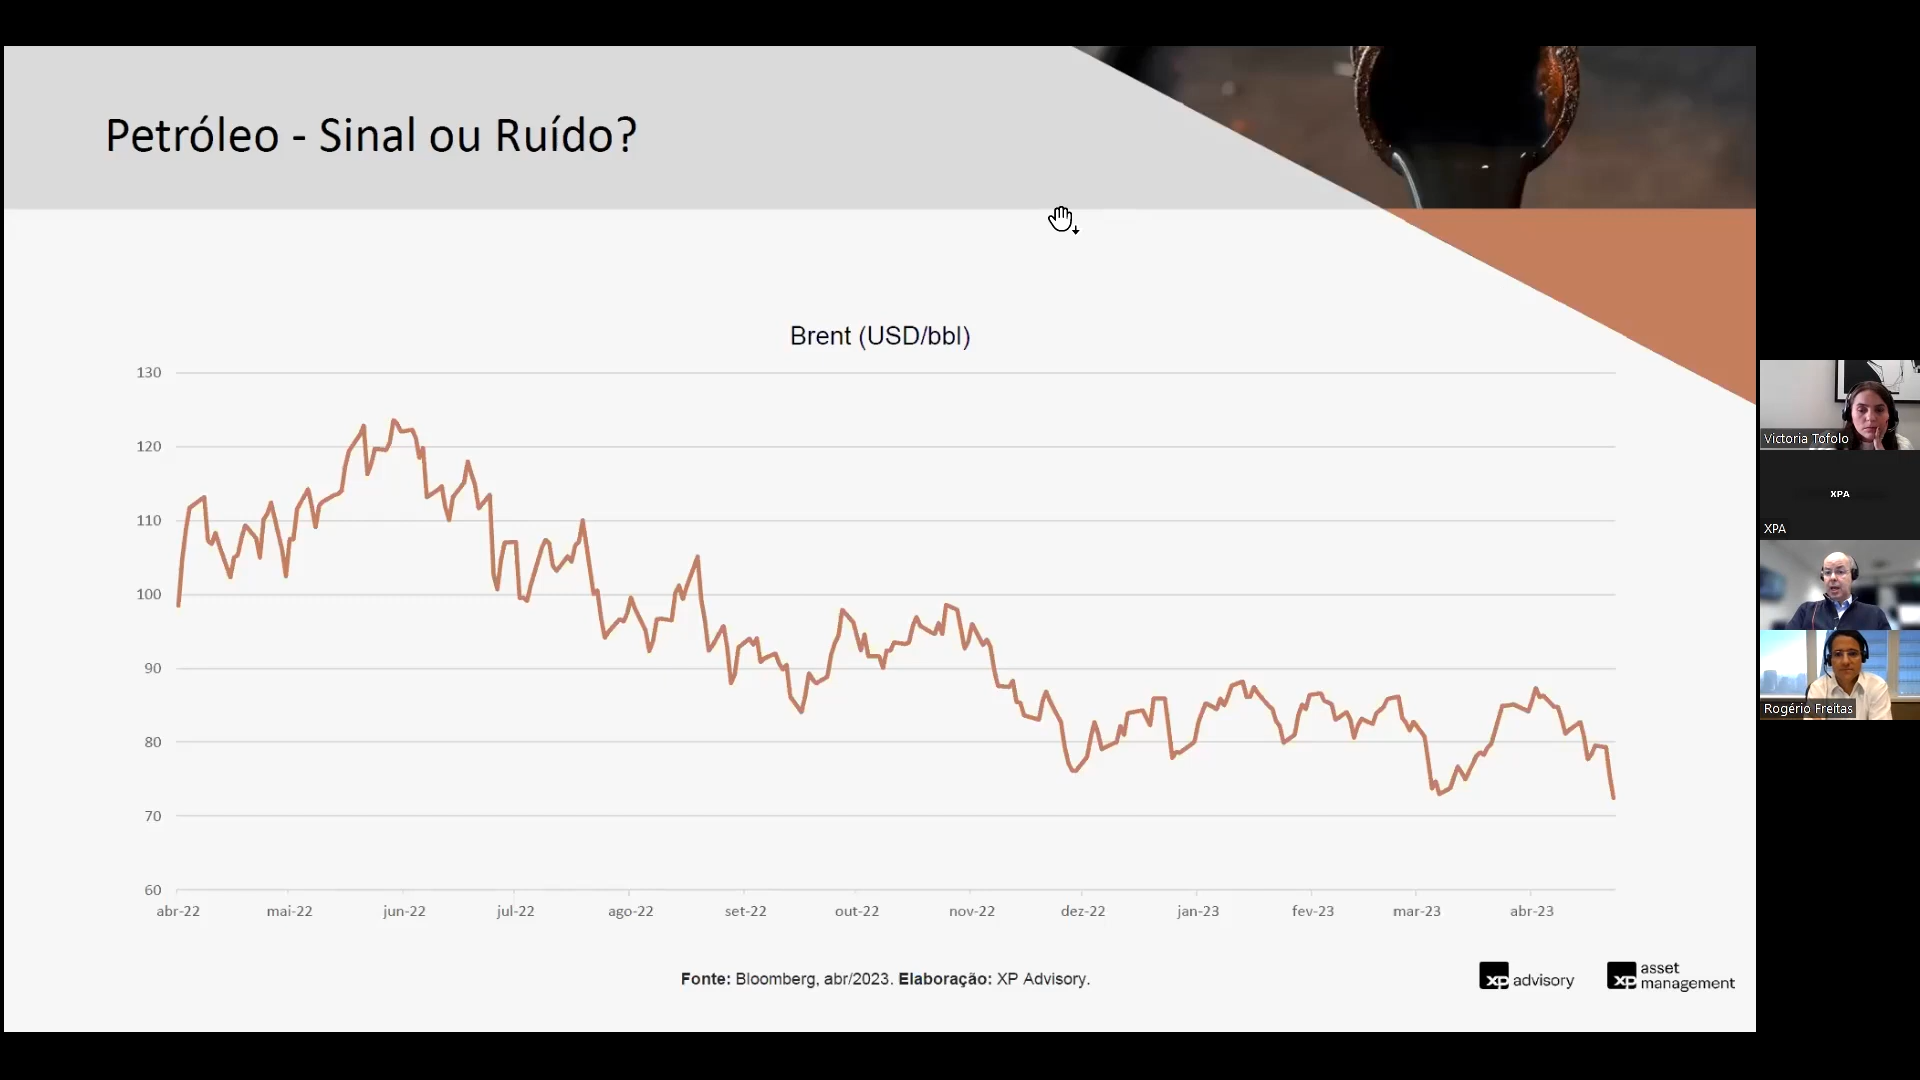 Petróleo - Sinal ou Ruído?
Brent (USD/bbl)
130
120
110
100
90
80
70
60
abr-22
mai-22
jun-22
jul-22
ago-22
set-22
out-22
nov-22
dez-22
jan-23
fev-23
mar-23
abr-23
Fonte: Bloomberg, abr/2023. Elaboração: XP Advisory.
xp advisory
xp asset
management
Victoria Tofolo
XPA
XPA
Rogério Freitas